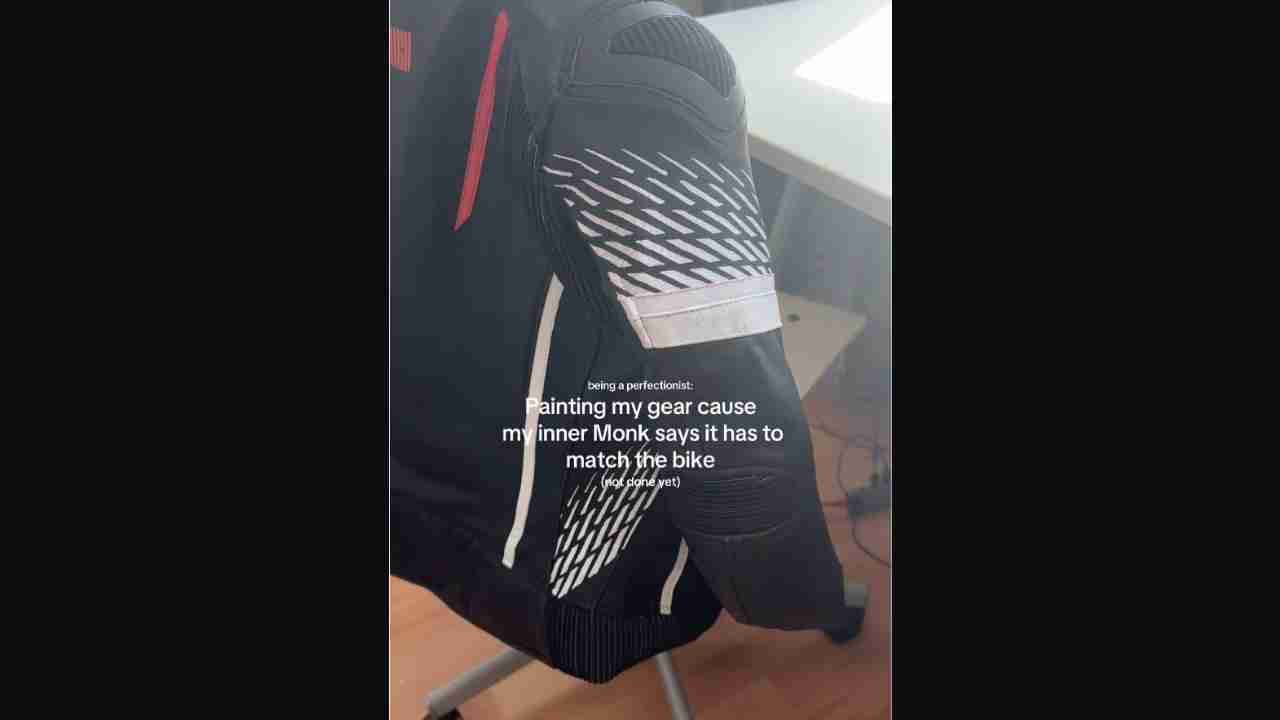 being a perfectionist:
Painting my gear cause
my inner Monk says it has to
match the bike
(not done yet)